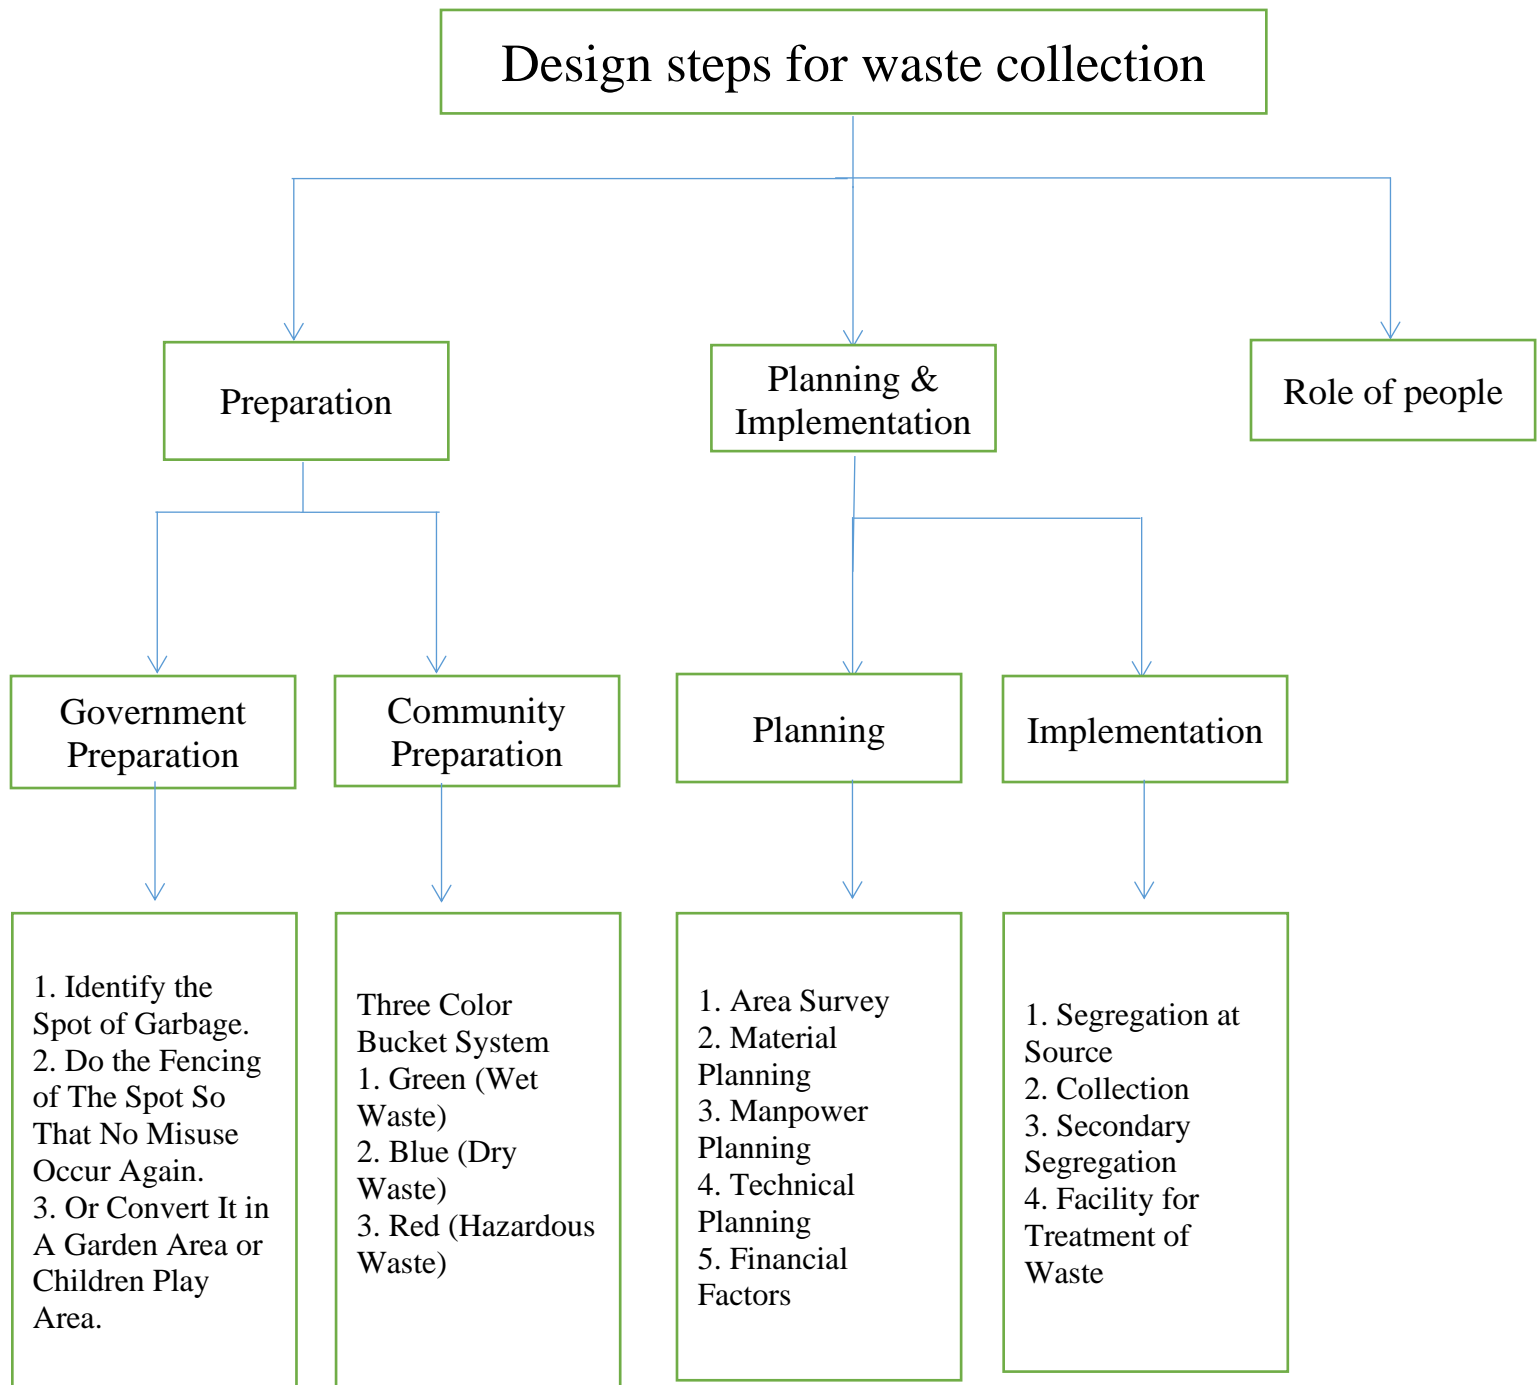 Design steps for waste collection
Preparation
Planning &
Implementation
Role of people
Government
Preparation
Community
Preparation
Planning
Implementation
1. Identify the
Spot of Garbage.
2. Do the Fencing
of The Spot So
That No Misuse
Occur Again.
3. Or Convert It in
A Garden Area or
Children Play
Area.
Three Color
Bucket System
1. Green (Wet
Waste)
2. Blue (Dry
Waste)
3. Red (Hazardous
Waste)
1. Area Survey
2. Material
Planning
3. Manpower
Planning
4. Technical
Planning
5. Financial
Factors
1. Segregation at
Source
2. Collection
3. Secondary
Segregation
4. Facility for
Treatment of
Waste